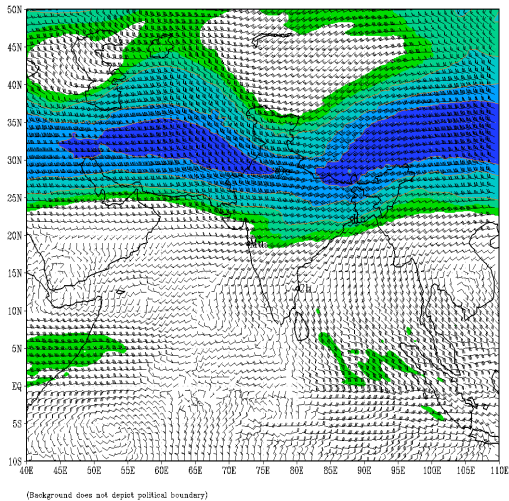 50N
45N
40N
35N
30N
25N
20N
15N
10N
5N
EQ
5S
10S
40E 45E 50E 55E 60E 65E 70E 75E 80E 85E 90E 95E 100E 105E 110E
(Background does not depict political boundary)